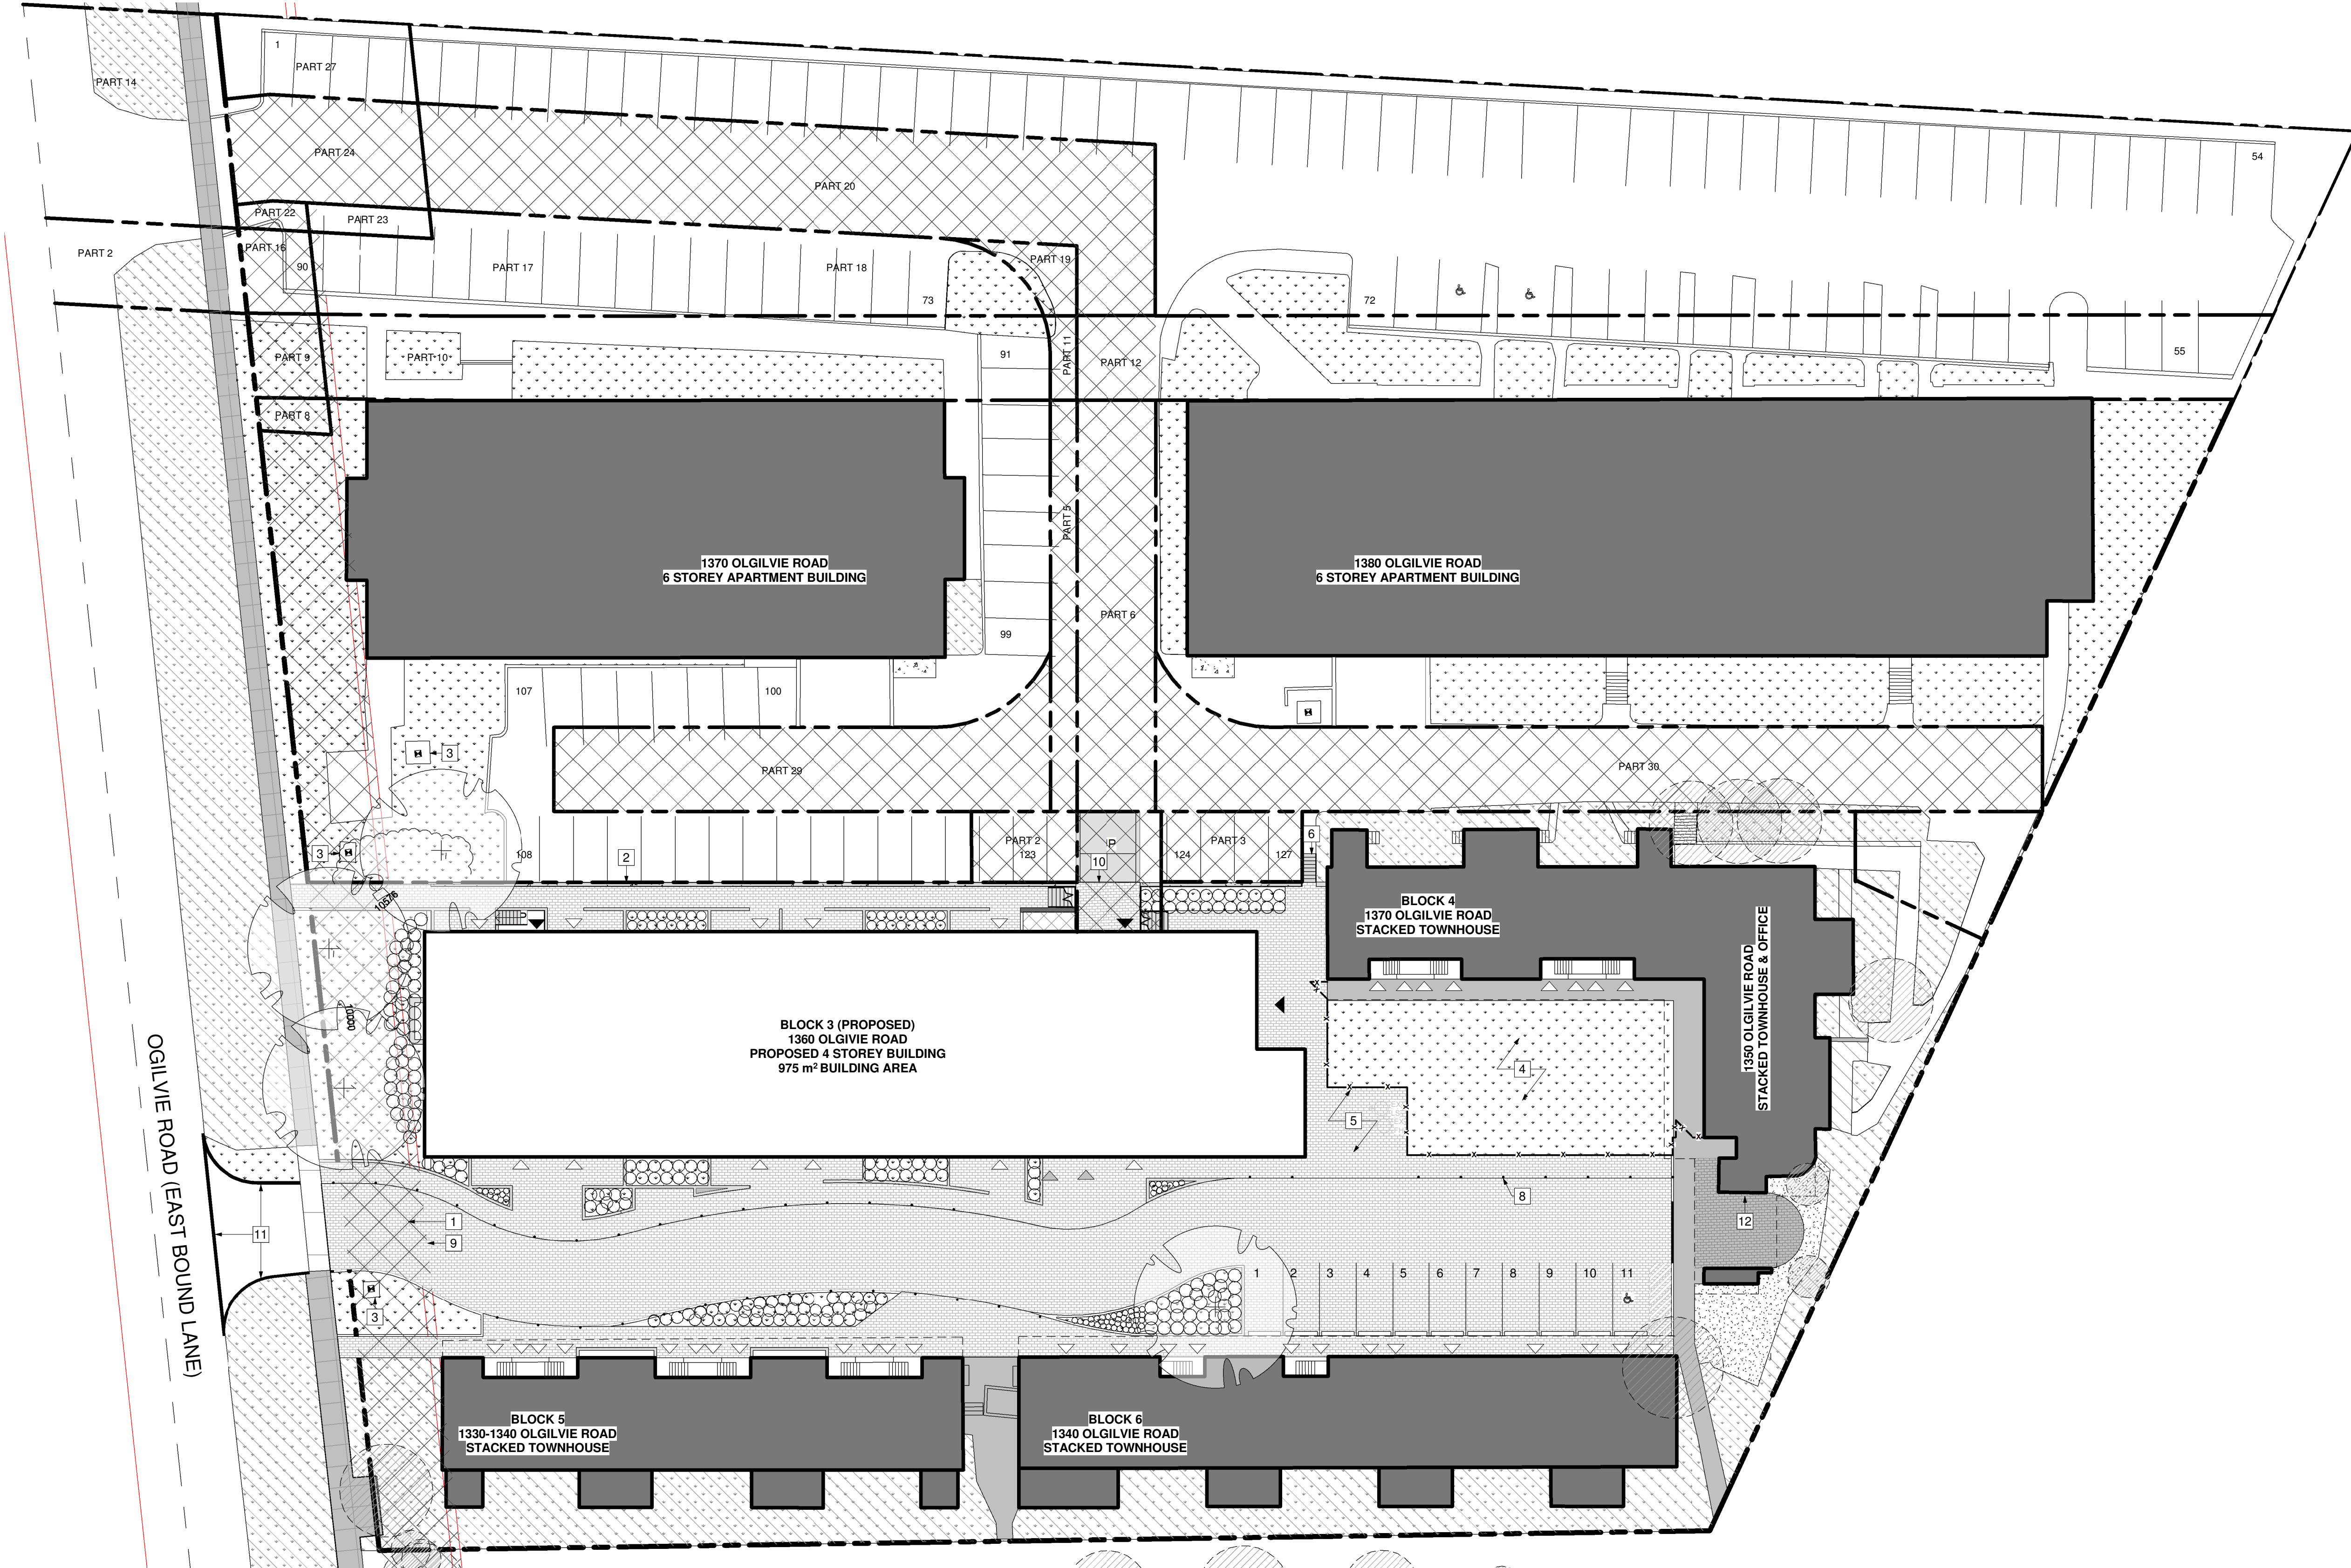 1
PART 27
PART 14
54
PART 24
PART 20
PART 22
PART 23
PART 16
PART 2
90
PART 17
PART 18
PART 19
73
72
PART 9
PART 10
91
PART 11
PART 12
55
PART 8
PART 5
1370 OLGILVIE ROAD
6 STOREY APARTMENT BUILDING
1380 OLGILVIE ROAD
6 STOREY APARTMENT BUILDING
PART 6
99
107
100
3
PART 29
PART 30
3
108
2
PART 2
123
P
10
124
PART 3
127
6
10526
BLOCK 4
1370 OLGILVIE ROAD
STACKED TOWNHOUSE
1350 OLGILVIE ROAD
STACKED TOWNHOUSE & OFFICE
10000
BLOCK 3 (PROPOSED)
1360 OLGIVIE ROAD
PROPOSED 4 STOREY BUILDING
975 m² BUILDING AREA
4
5
OGILVIE ROAD (EAST BOUND LANE)
8
1
9
11
12
3
1
2
3
4
5
6
7
8
9
10
11
BLOCK 5
1330-1340 OLGILVIE ROAD
STACKED TOWNHOUSE
BLOCK 6
1340 OLGILVIE ROAD
STACKED TOWNHOUSE